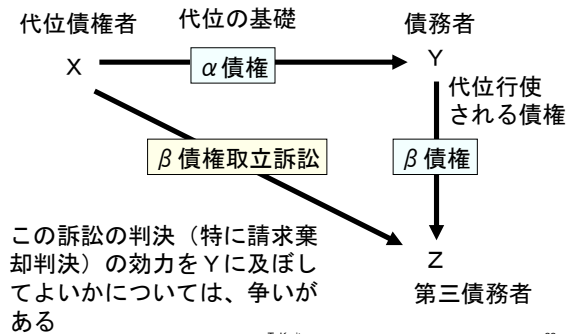 代位債権者
代位の基礎
債務者
X
α債権
Y
代位行使
される債権
β債権取立訴訟
β債権
この訴訟の判決（特に請求棄
却判決）の効力をYに及ぼし
てよいかについては、争いが
ある
Z
第三債務者